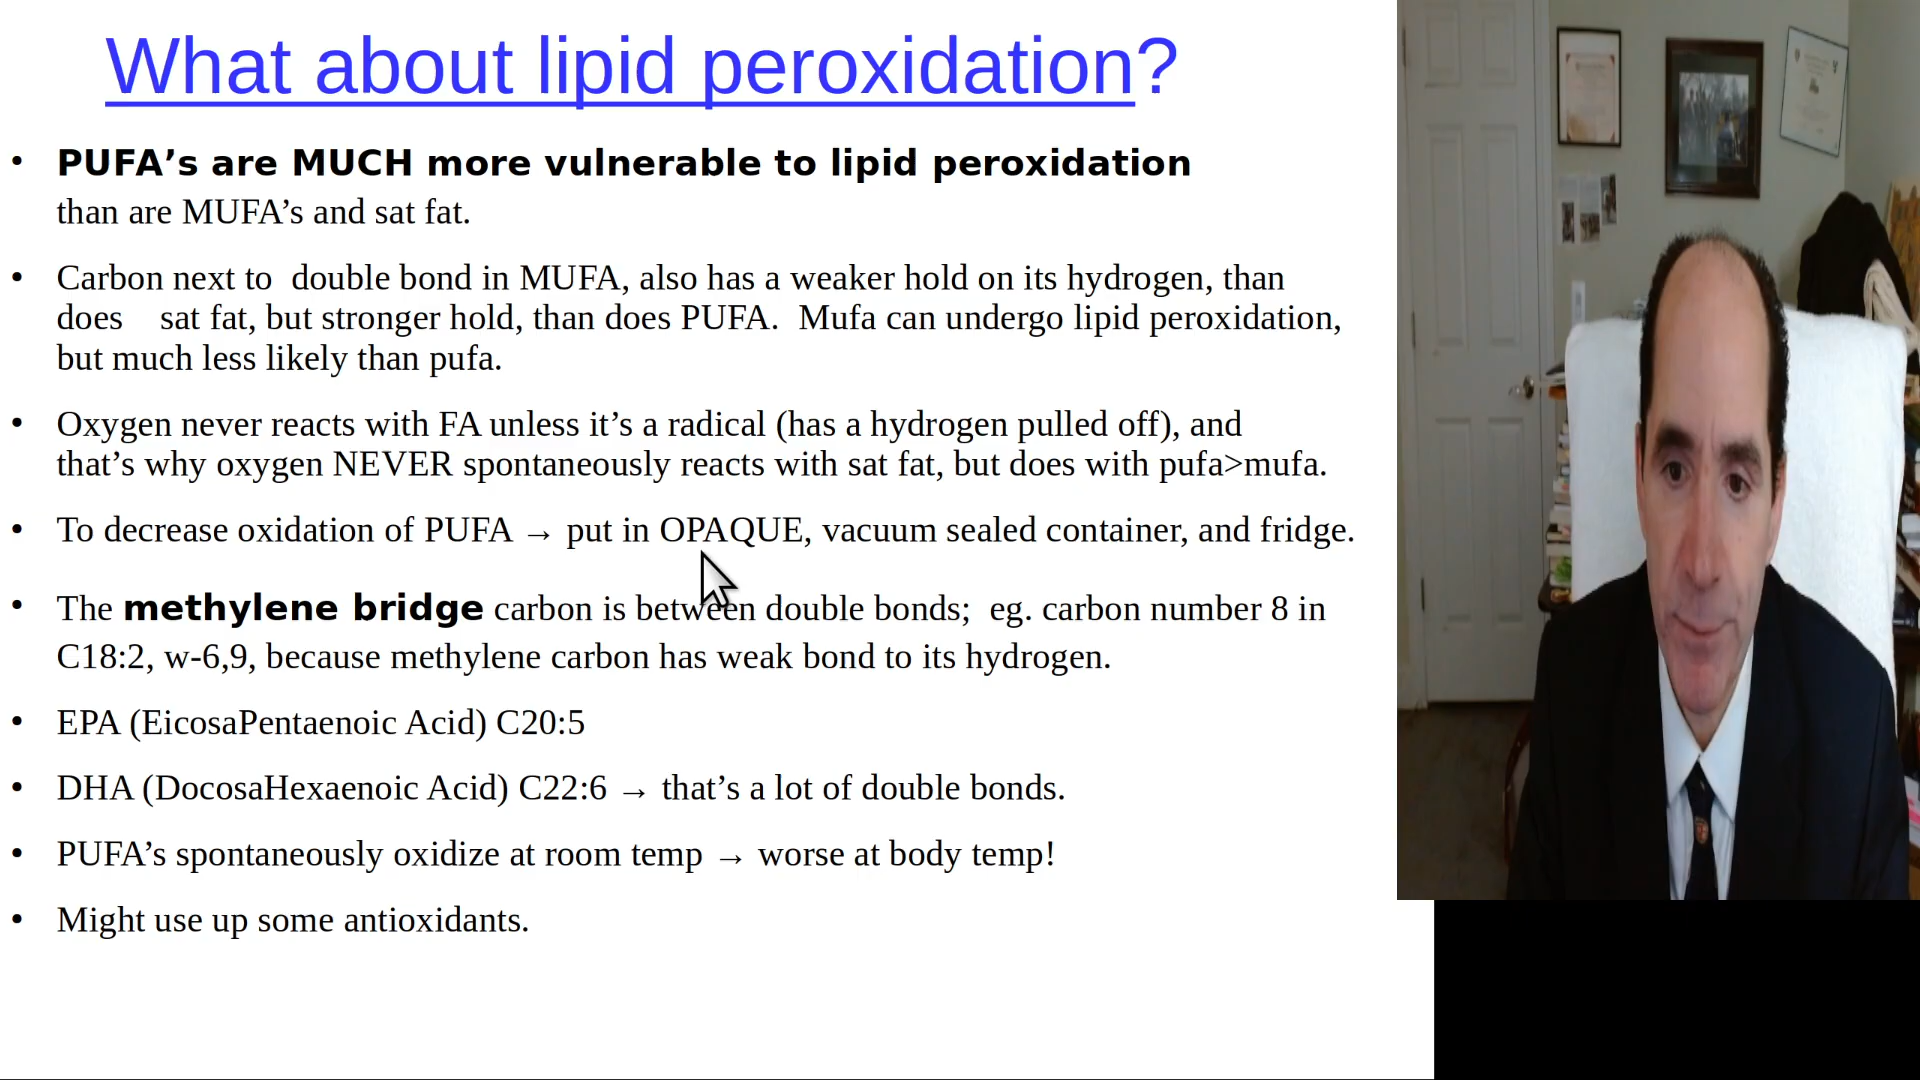 What about lipid peroxidation?
• PUFA’s are MUCH more vulnerable to lipid peroxidation
than are MUFA’s and sat fat.
• Carbon next to  double bond in MUFA, also has a weaker hold on its hydrogen, than
does    sat fat, but stronger hold, than does PUFA.  Mufa can undergo lipid peroxidation,
but much less likely than pufa.
• Oxygen never reacts with FA unless it’s a radical (has a hydrogen pulled off), and
that’s why oxygen NEVER spontaneously reacts with sat fat, but does with pufa>mufa.
• To decrease oxidation of PUFA → put in OPAQUE, vacuum sealed container, and fridge.
• The methylene bridge carbon is between double bonds;  eg. carbon number 8 in
C18:2, w-6,9, because methylene carbon has weak bond to its hydrogen.
• EPA (EicosaPentaenoic Acid) C20:5
• DHA (DocosaHexaenoic Acid) C22:6 → that’s a lot of double bonds.
• PUFA’s spontaneously oxidize at room temp → worse at body temp!
• Might use up some antioxidants.